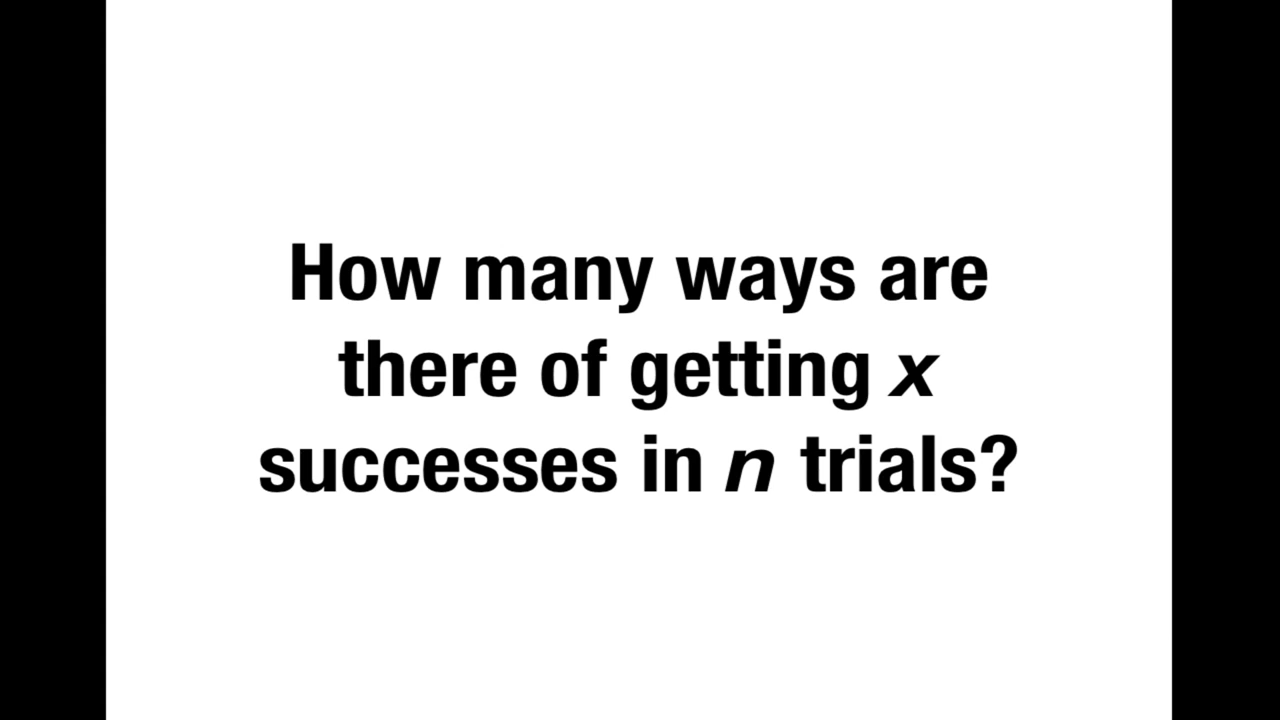 How many ways are
there of getting x
successes in n trials?